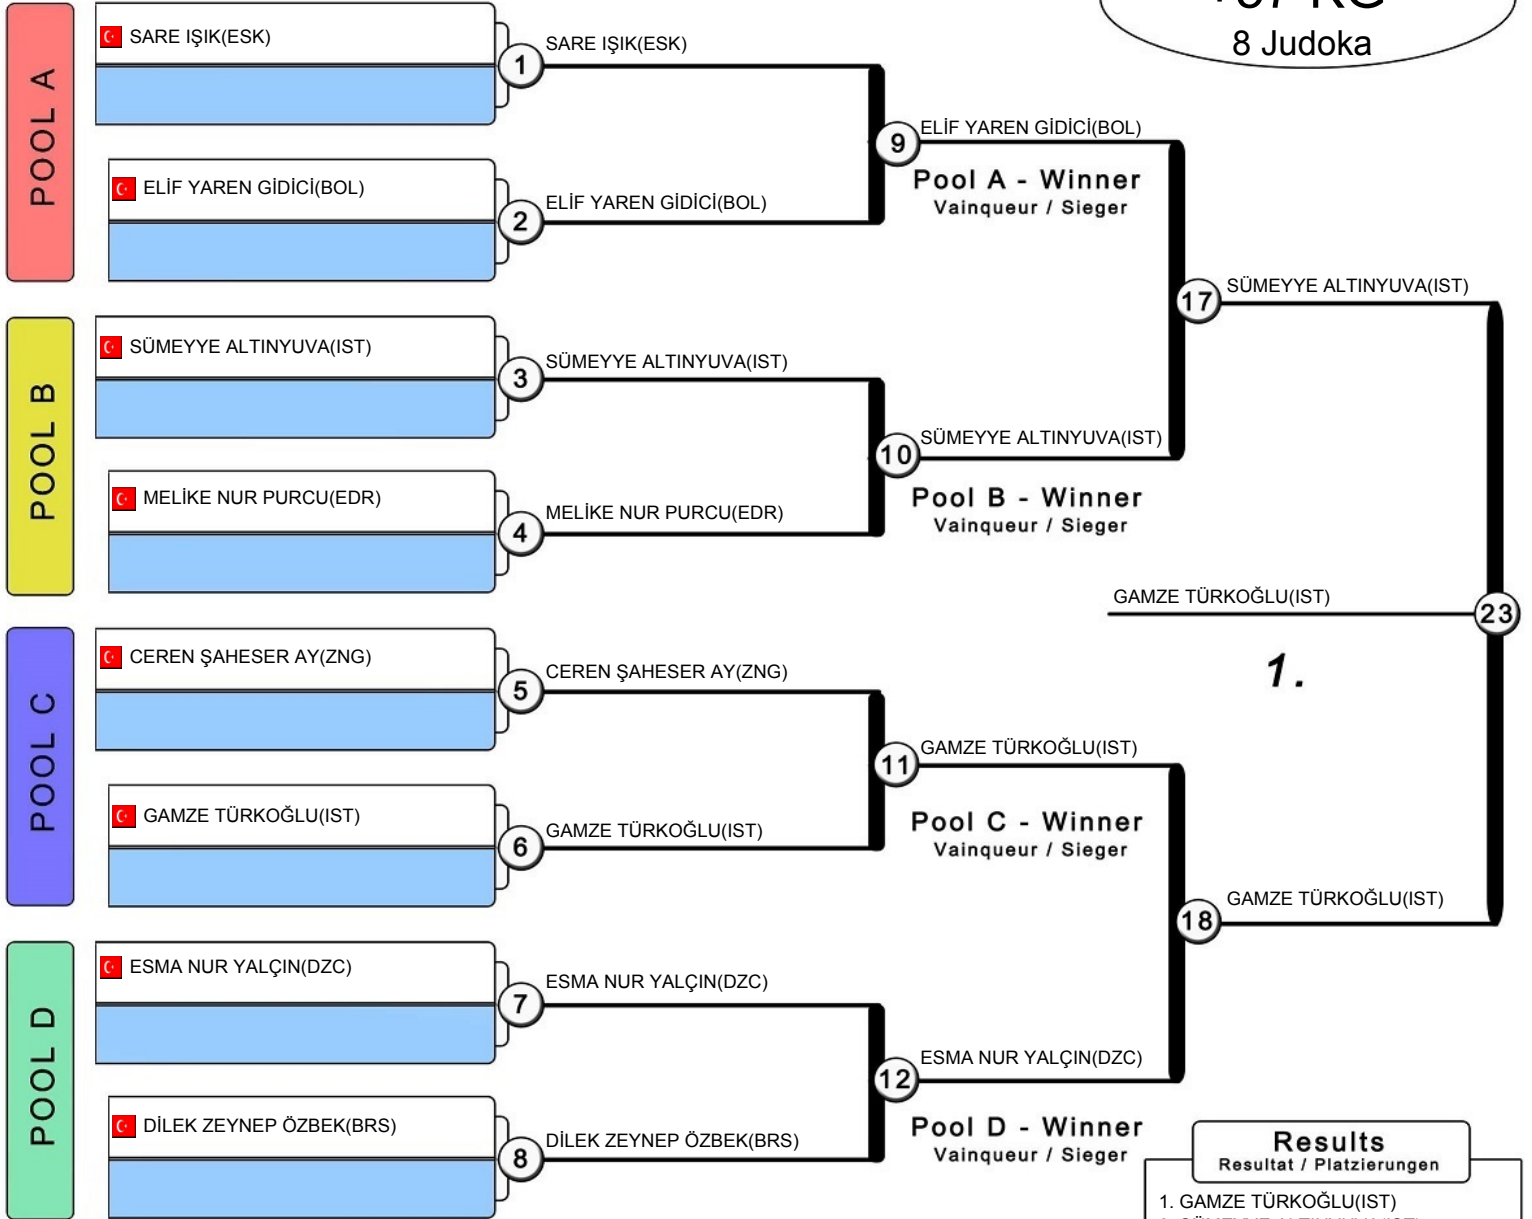 8 Judoka
POOL A
SARE IŞIK(ESK)
1
SARE IŞIK(ESK)
ELİF YAREN GİDİCİ(BOL)
2
ELİF YAREN GİDİCİ(BOL)
9
ELİF YAREN GİDİCİ(BOL)
Pool A - Winner
Vainqueur / Sieger
POOL B
SÜMEYYE ALTINYUVA(IST)
3
SÜMEYYE ALTINYUVA(IST)
MELİKE NUR PURCU(EDR)
4
MELİKE NUR PURCU(EDR)
10
SÜMEYYE ALTINYUVA(IST)
Pool B - Winner
Vainqueur / Sieger
17
SÜMEYYE ALTINYUVA(IST)
GAMZE TÜRKOĞLU(IST)
23
1.
POOL C
CEREN ŞAHESER AY(ZNG)
5
CEREN ŞAHESER AY(ZNG)
GAMZE TÜRKOĞLU(IST)
6
GAMZE TÜRKOĞLU(IST)
11
GAMZE TÜRKOĞLU(IST)
Pool C - Winner
Vainqueur / Sieger
18
GAMZE TÜRKOĞLU(IST)
POOL D
ESMA NUR YALÇIN(DZC)
7
ESMA NUR YALÇIN(DZC)
DİLEK ZEYNEP ÖZBEK(BRS)
8
DİLEK ZEYNEP ÖZBEK(BRS)
12
ESMA NUR YALÇIN(DZC)
Pool D - Winner
Vainqueur / Sieger
Results
Resultat / Platzierungen
1. GAMZE TÜRKOĞLU(IST)